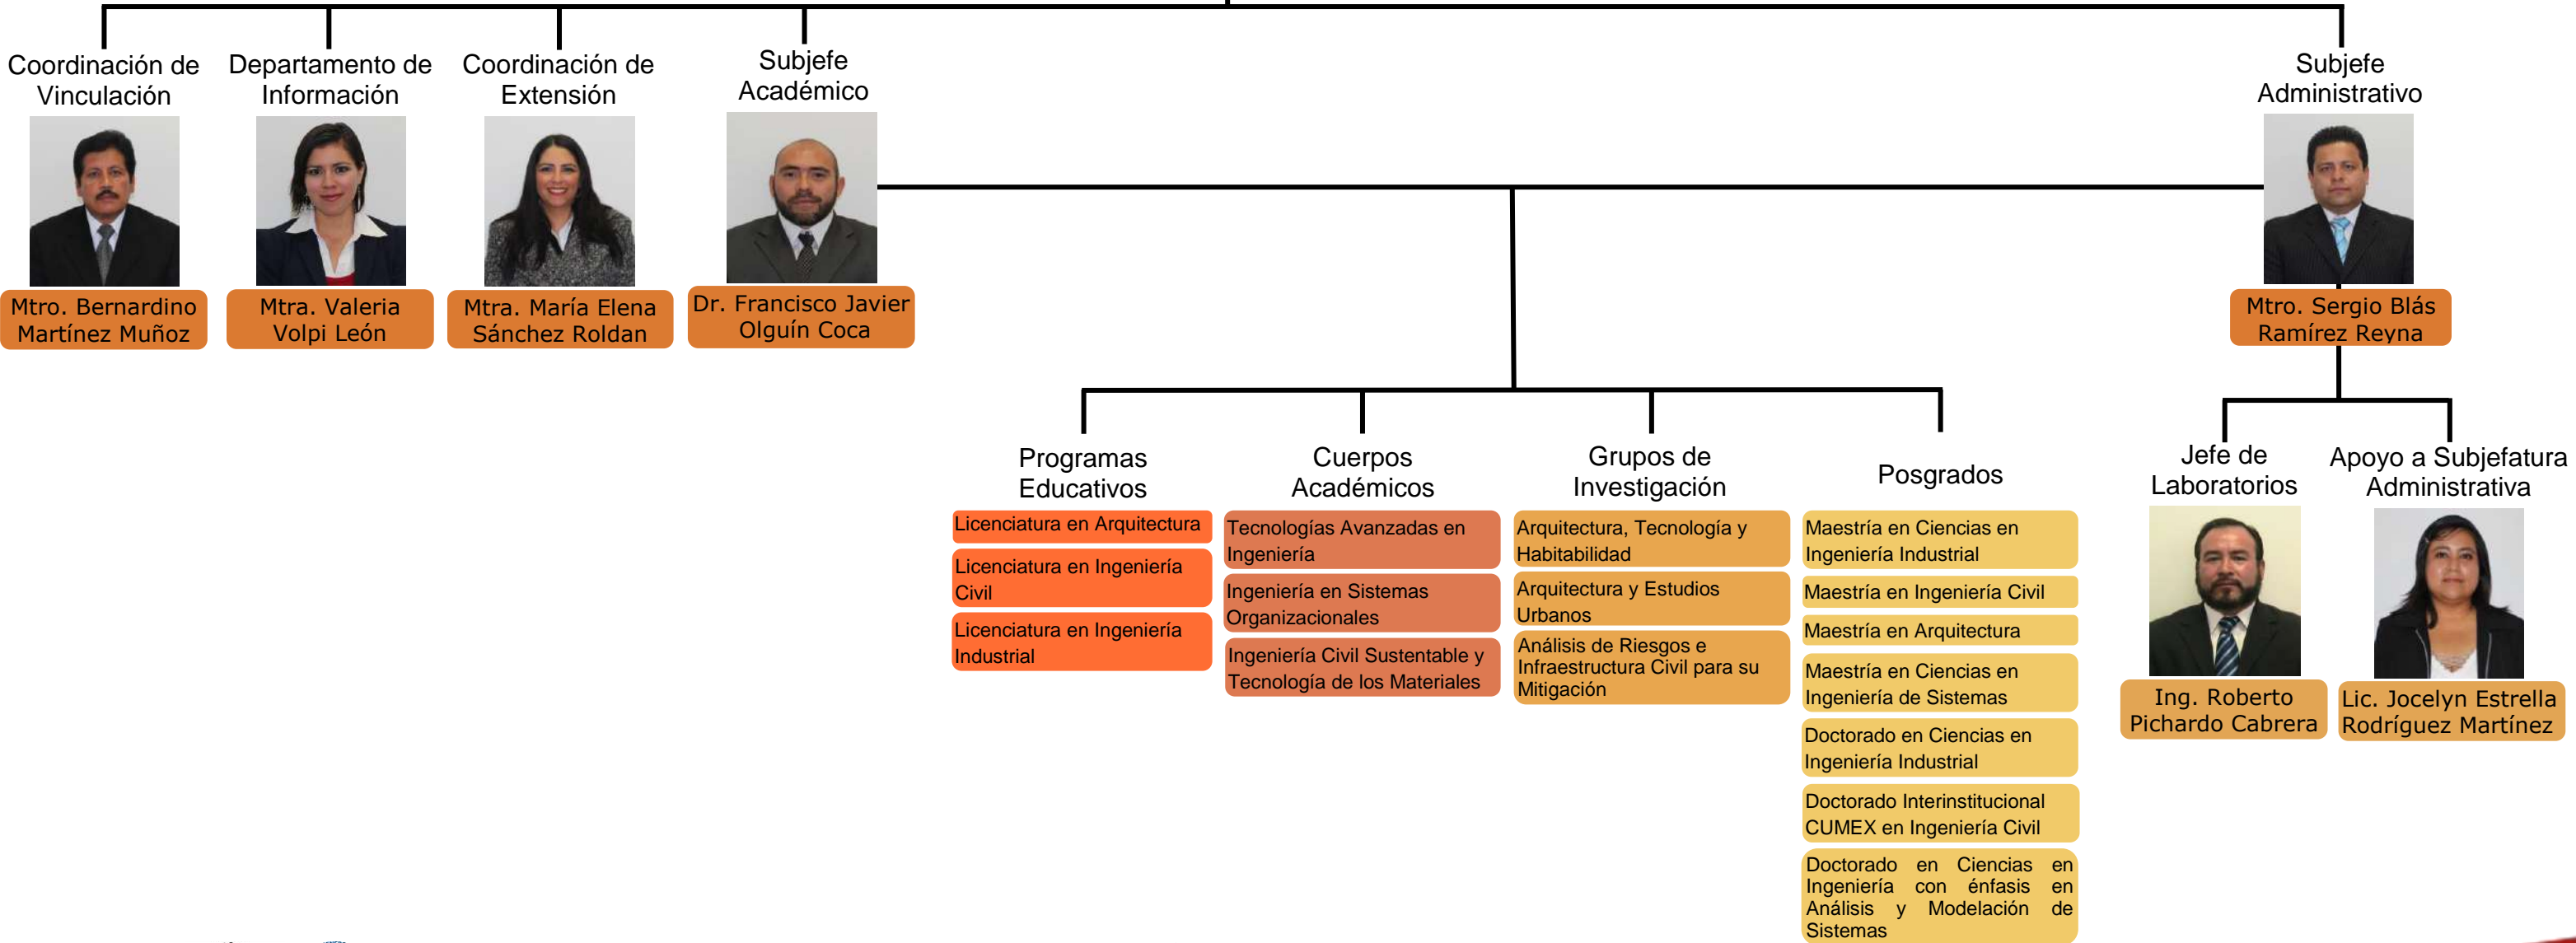 Coordinación de
Vinculación
Mtro. Bernardino
Martínez Muñoz
Departamento de
Información
Mtra. Valeria
Volpi León
Coordinación de
Extensión
Mtra. María Elena
Sánchez Roldan
Subjefe
Académico
Dr. Francisco Javier
Olguín Coca
Subjefe
Administrativo
Mtro. Sergio Blás
Ramírez Reyna
Programas
Educativos
Licenciatura en Arquitectura
Licenciatura en Ingeniería
Civil
Licenciatura en Ingeniería
Industrial
Cuerpos
Académicos
Tecnologías Avanzadas en
Ingeniería
Ingeniería en Sistemas
Organizacionales
Ingeniería Civil Sustentable y
Tecnología de los Materiales
Grupos de
Investigación
Arquitectura, Tecnología y
Habitabilidad
Arquitectura y Estudios
Urbanos
Análisis de Riesgos e
Infraestructura Civil para su
Mitigación
Posgrados
Maestría en Ciencias en
Ingeniería Industrial
Maestría en Ingeniería Civil
Maestría en Arquitectura
Maestría en Ciencias en
Ingeniería de Sistemas
Doctorado en Ciencias en
Ingeniería Industrial
Doctorado Interinstitucional
CUMEX en Ingeniería Civil
Doctorado en Ciencias en
Ingeniería con énfasis en
Análisis y Modelación de
Sistemas
Jefe de
Laboratorios
Ing. Roberto
Pichardo Cabrera
Apoyo a Subjefatura
Administrativa
Lic. Jocelyn Estrella
Rodríguez Martínez